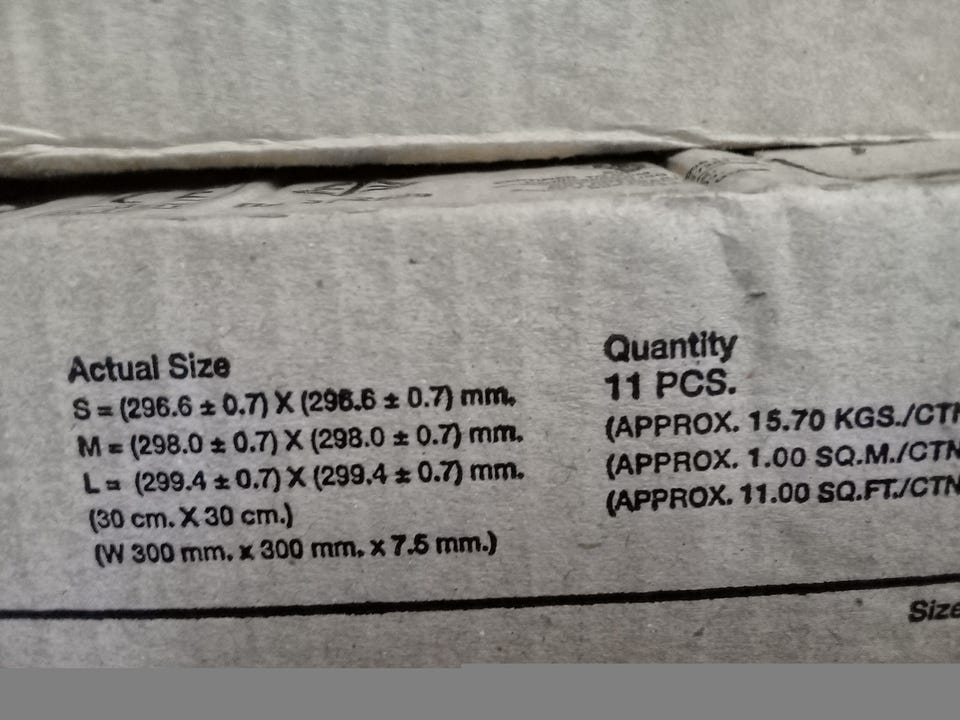 Actual Size
S = (296.6 ± 0.7) X (296.6 ± 0.7) mm.
M = (298.0 ± 0.7) X (298.0 ± 0.7) mm.
L = (299.4 ± 0.7) X (299.4 ± 0.7) mm.
(30 cm. X 30 cm.)
(W 300 mm. x 300 mm. x 7.5 mm.)
Quantity
11 PCS.
(APPROX. 15.70 KGS./CTN
(APPROX. 1.00 SQ.M./CTN
(APPROX. 11.00 SQ.FT./CTN
Size